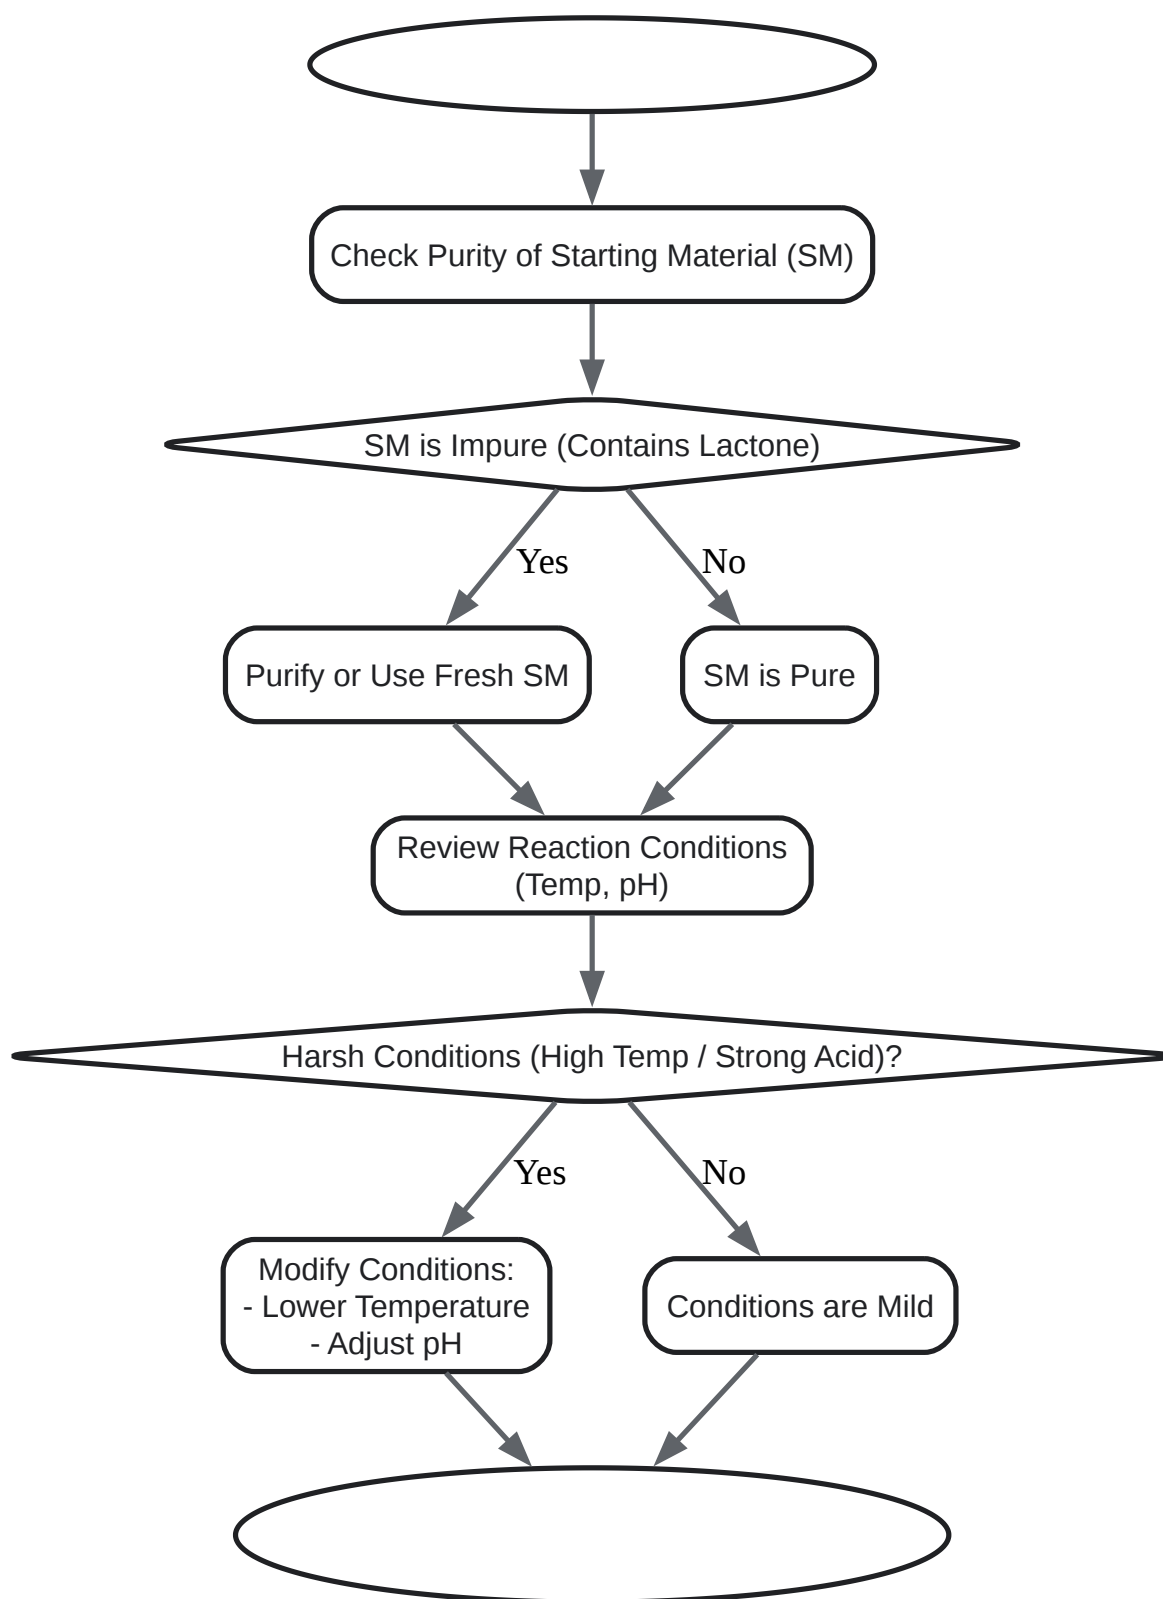 Check Purity of Starting Material (SM)
SM is Impure (Contains Lactone)
Yes
No
Purify or Use Fresh SM
SM is Pure
Review Reaction Conditions
(Temp, pH)
Harsh Conditions (High Temp / Strong Acid)?
Yes
No
Modify Conditions:
- Lower Temperature
- Adjust pH
Conditions are Mild